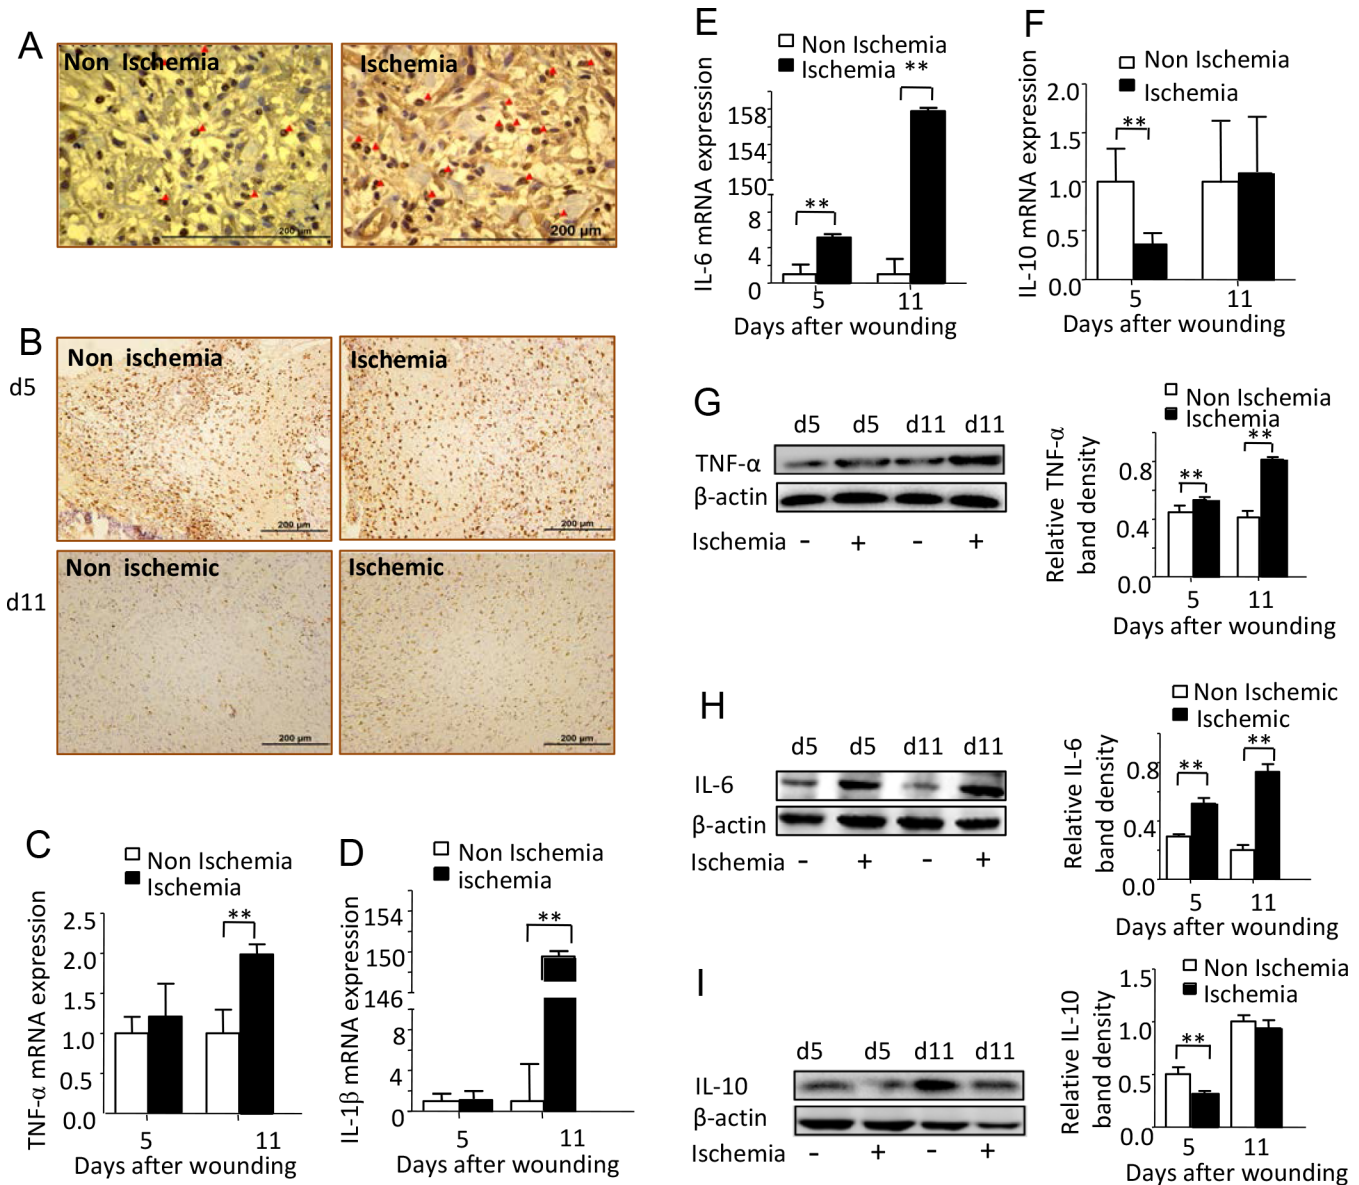 A
Non Ischemia
200 μm
Ischemia
200 μm
B
d5
Non ischemia
200 μm
Ischemia
200 μm
d11
Non ischemic
200 μm
Ischemic
200 μm
C
Non Ischemia
Ischemia
**
TNF-α mRNA expression
2.5
2.0
1.5
1.0
0.5
0.0
5
11
Days after wounding
D
Non Ischemia
ischemia
**
IL-1β mRNA expression
154
150
146
8
4
0
5
11
Days after wounding
E
Non Ischemia
Ischemia
**
**
IL-6 mRNA expression
158
154
150
8
4
0
5
11
Days after wounding
F
Non Ischemia
Ischemia
**
IL-10 mRNA expression
2.0
1.5
1.0
0.5
0.0
5
11
Days after wounding
G
d5 d5 d11 d11
TNF-α
β-actin
Ischemia - + - +
Non Ischemia
Ischemia
**
**
Relative TNF-α
band density
0.8
0.4
0.0
5
11
Days after wounding
H
d5 d5 d11 d11
IL-6
β-actin
Ischemia - + - +
Non Ischemic
Ischemic
**
**
Relative IL-6
band density
0.8
0.4
0.0
5
11
Days after wounding
I
d5 d5 d11 d11
IL-10
β-actin
Ischemia - + - +
Non Ischemia
Ischemia
**
Relative IL-10
band density
1.5
1.0
0.5
0.0
5
11
Days after wounding